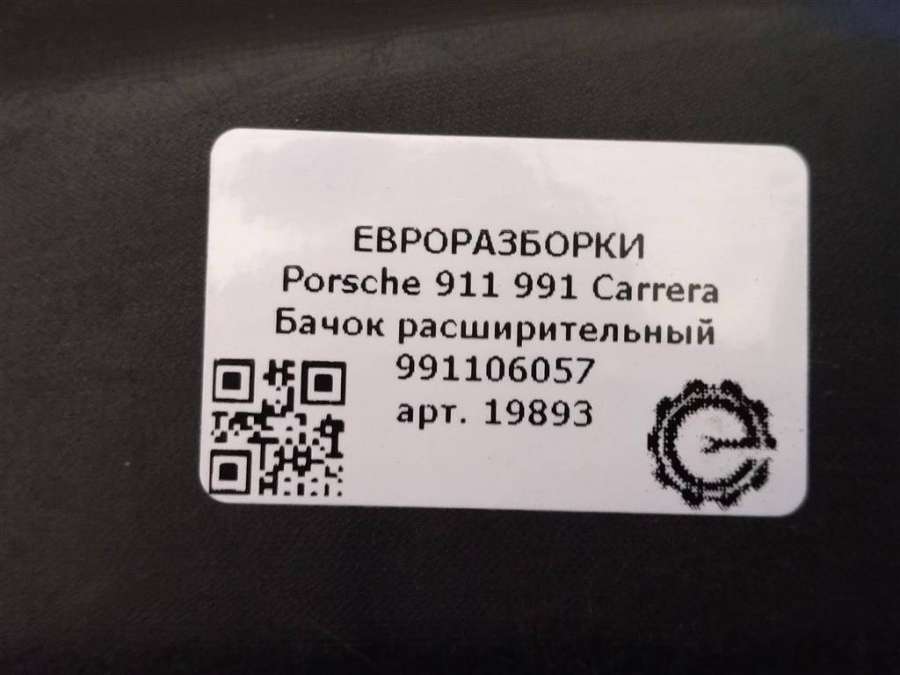 ЕВРОРАЗБОРКИ
Porsche 911 991 Carrera
Бачок расширительный
991106057
арт. 19893